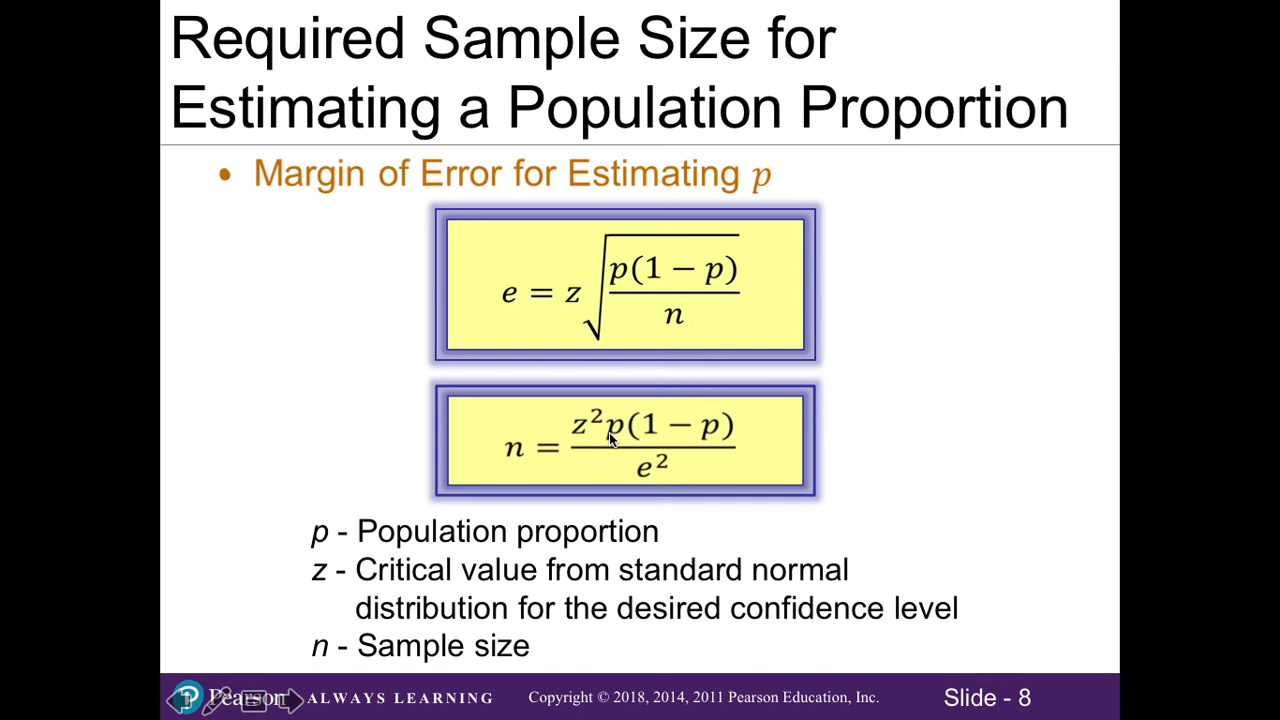 Required Sample Size for
Estimating a Population Proportion
• Margin of Error for Estimating p
e = z √(p(1 − p)/n)
n = z²p(1 − p)/e²
p - Population proportion
z - Critical value from standard normal
distribution for the desired confidence level
n - Sample size
Pearson ALWAYS LEARNING Copyright © 2018, 2014, 2011 Pearson Education, Inc. Slide - 8